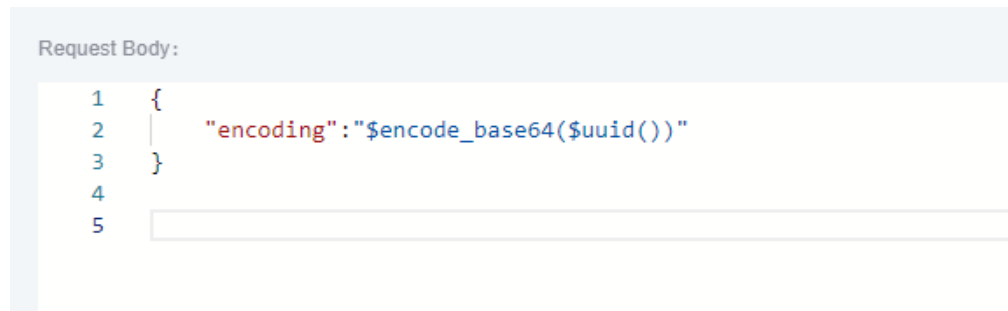 Request Body:
1 {
2 "encoding":"$encode_base64($uuid())"
3 }
4
5